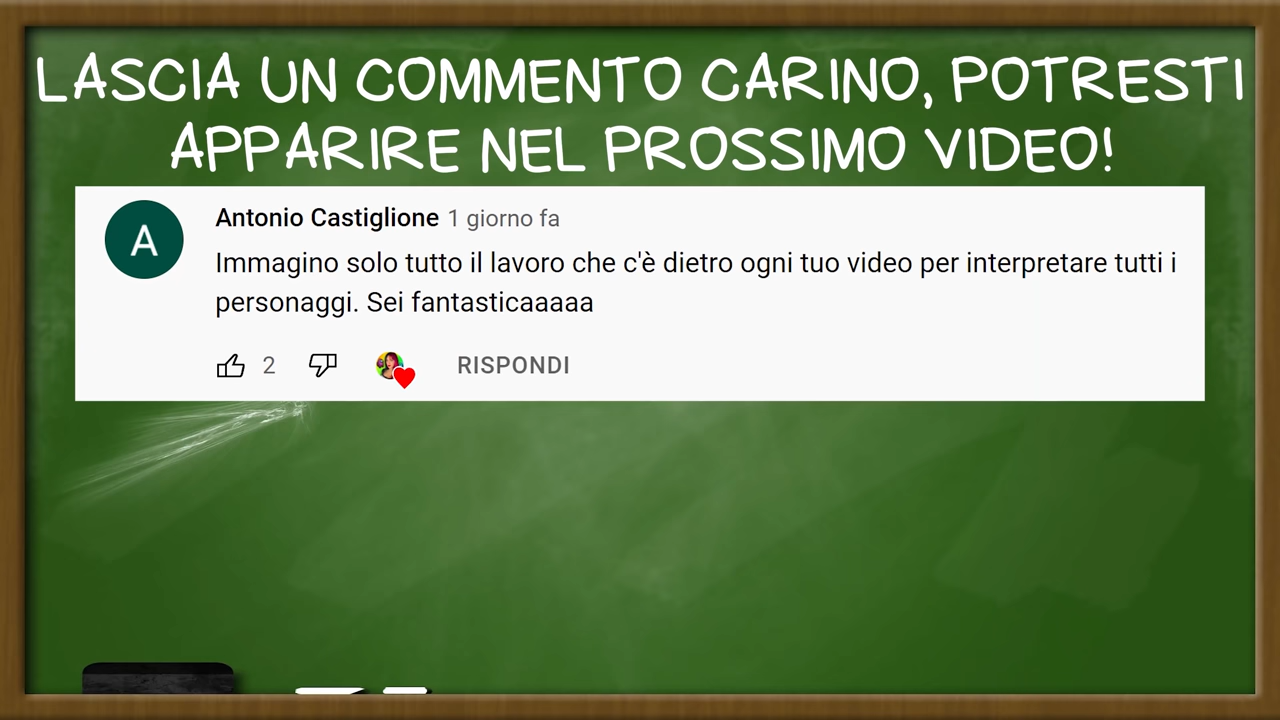 LASCIA UN COMMENTO CARINO, POTRESTI
APPARIRE NEL PROSSIMO VIDEO!
A
Antonio Castiglione 1 giorno fa
Immagino solo tutto il lavoro che c'è dietro ogni tuo video per interpretare tutti i
personaggi. Sei fantasticaaaaa
2
RISPONDI